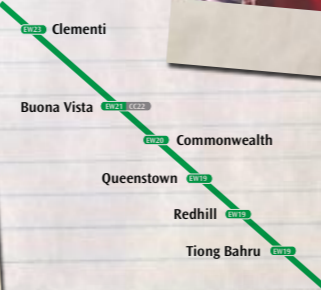 EW23 Clementi
Buona Vista EW21 CC22
EW20 Commonwealth
Queenstown EW19
Redhill EW19
Tiong Bahru EW19